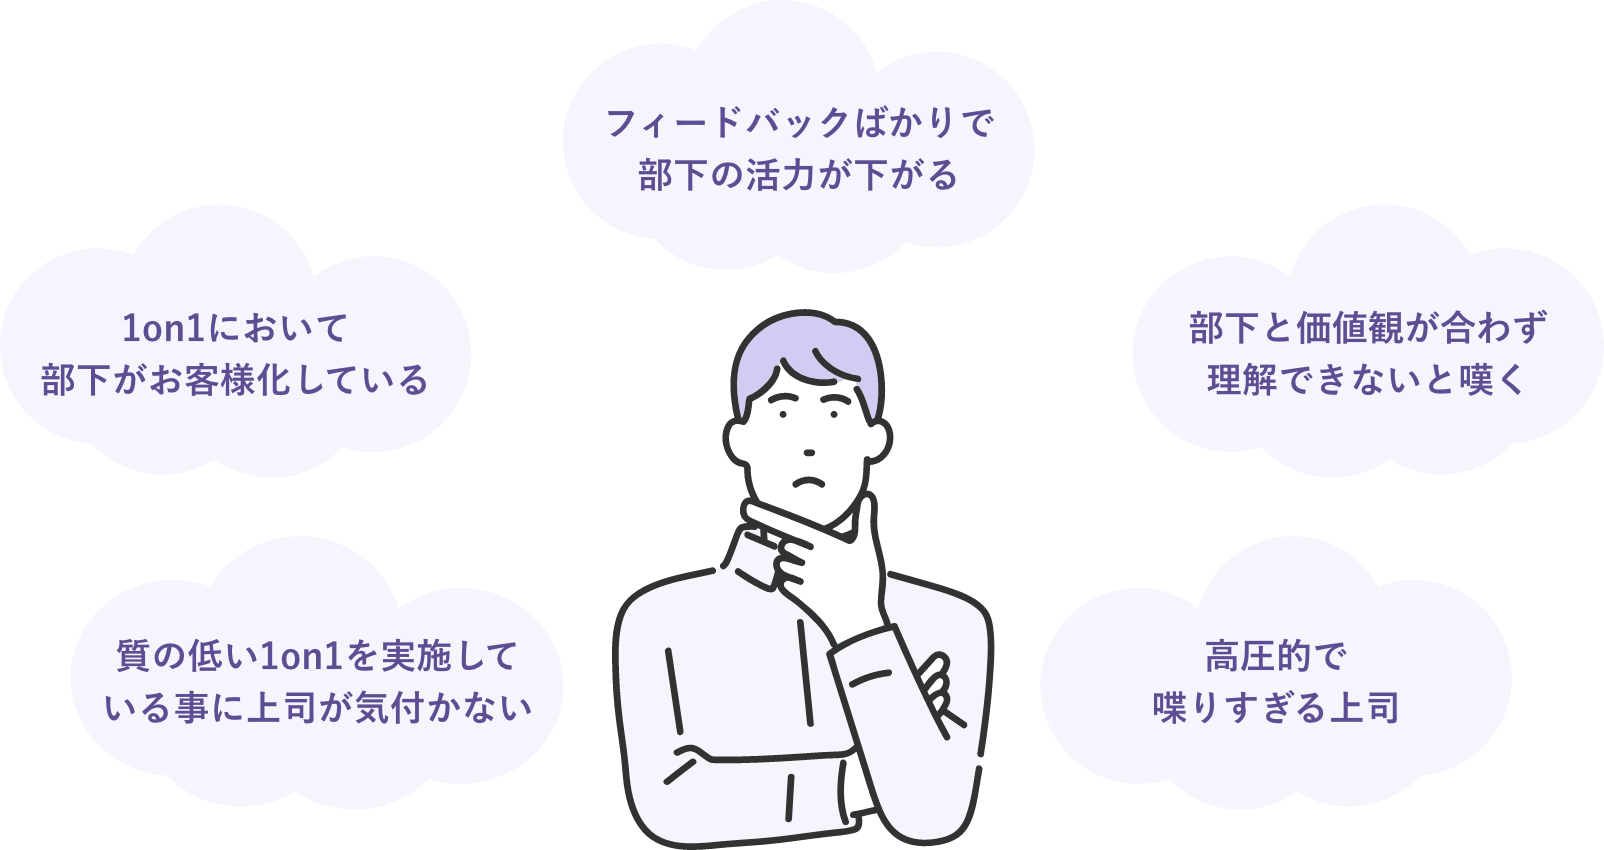 フィードバックばかりで
部下の活力が下がる
1on1において
部下がお客様化している
部下と価値観が合わず
理解できないと嘆く
質の低い1on1を実施して
いる事に上司が気付かない
高圧的で
喋りすぎる上司